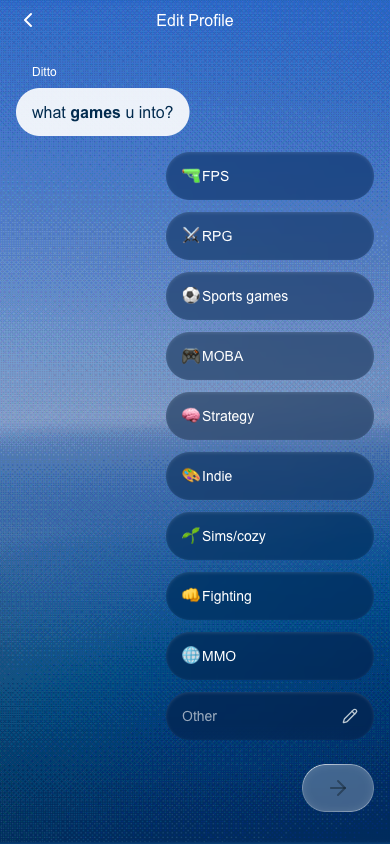 Edit Profile
Ditto
what games u into?
FPS
RPG
Sports games
MOBA
Strategy
Indie
Sims/cozy
Fighting
MMO
Other